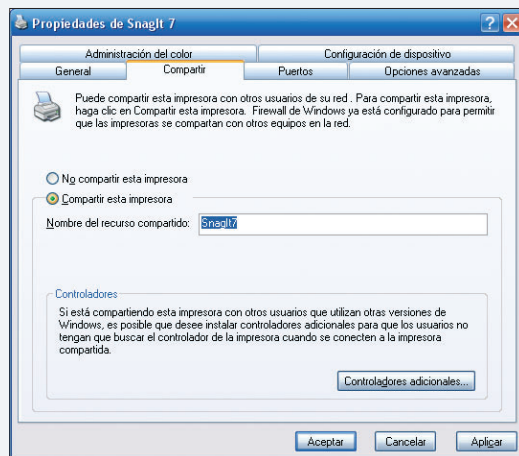 Propiedades de SnagIt 7
Administración del color
Configuración de dispositivo
General
Compartir
Puertos
Opciones avanzadas
Puede compartir esta impresora con otros usuarios de su red . Para compartir esta impresora,
haga clic en Compartir esta impresora. Firewall de Windows ya está configurado para permitir
que las impresoras se compartan con otros equipos en la red.
No compartir esta impresora
Compartir esta impresora
Nombre del recurso compartido:
SnagIt7
Controladores
Si está compartiendo esta impresora con otros usuarios que utilizan otras versiones de
Windows, es posible que desee instalar controladores adicionales para que los usuarios no
tengan que buscar el controlador de la impresora cuando se conecten a la impresora
compartida.
Controladores adicionales...
Aceptar
Cancelar
Aplicar